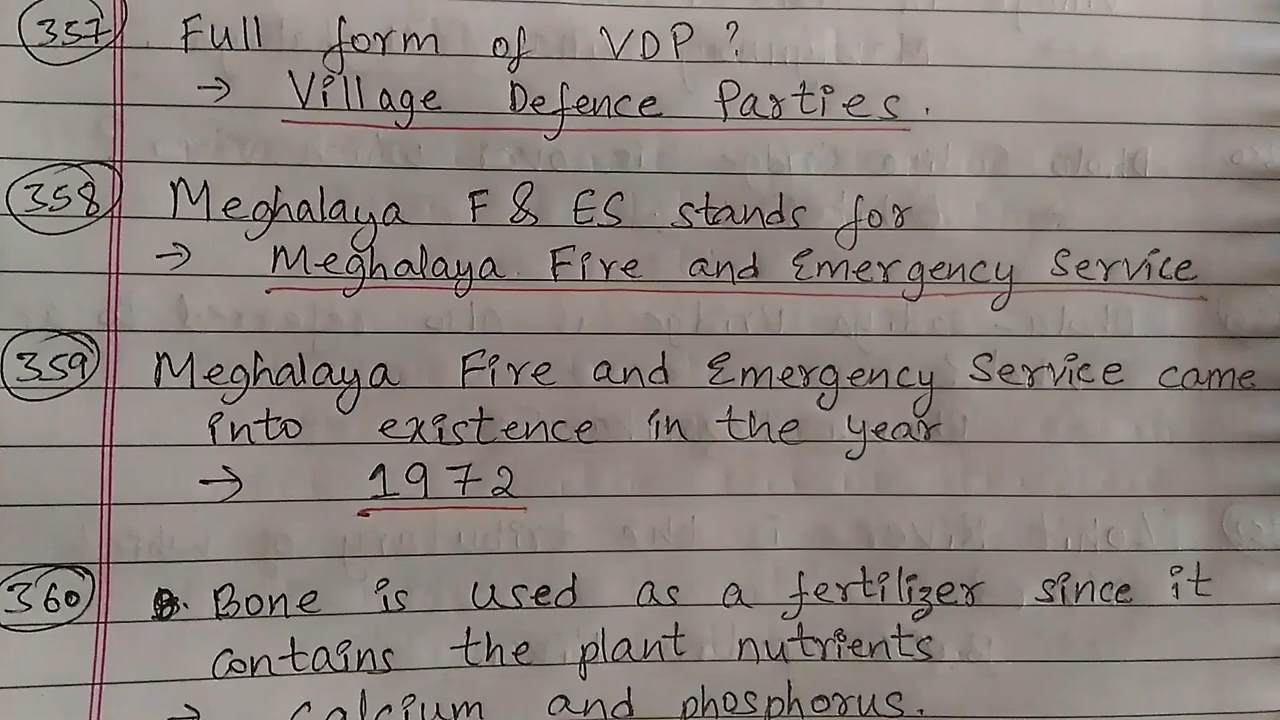 357 Full form of VDP?
→ Village Defence Parties.
358 Meghalaya F & ES stands for
→ Meghalaya Fire and Emergency Service
359 Meghalaya Fire and Emergency Service came
into existence in the year
→ 1972
360 Bone is used as a fertilizer since it
contains the plant nutrients
→ calcium and phosphorus.